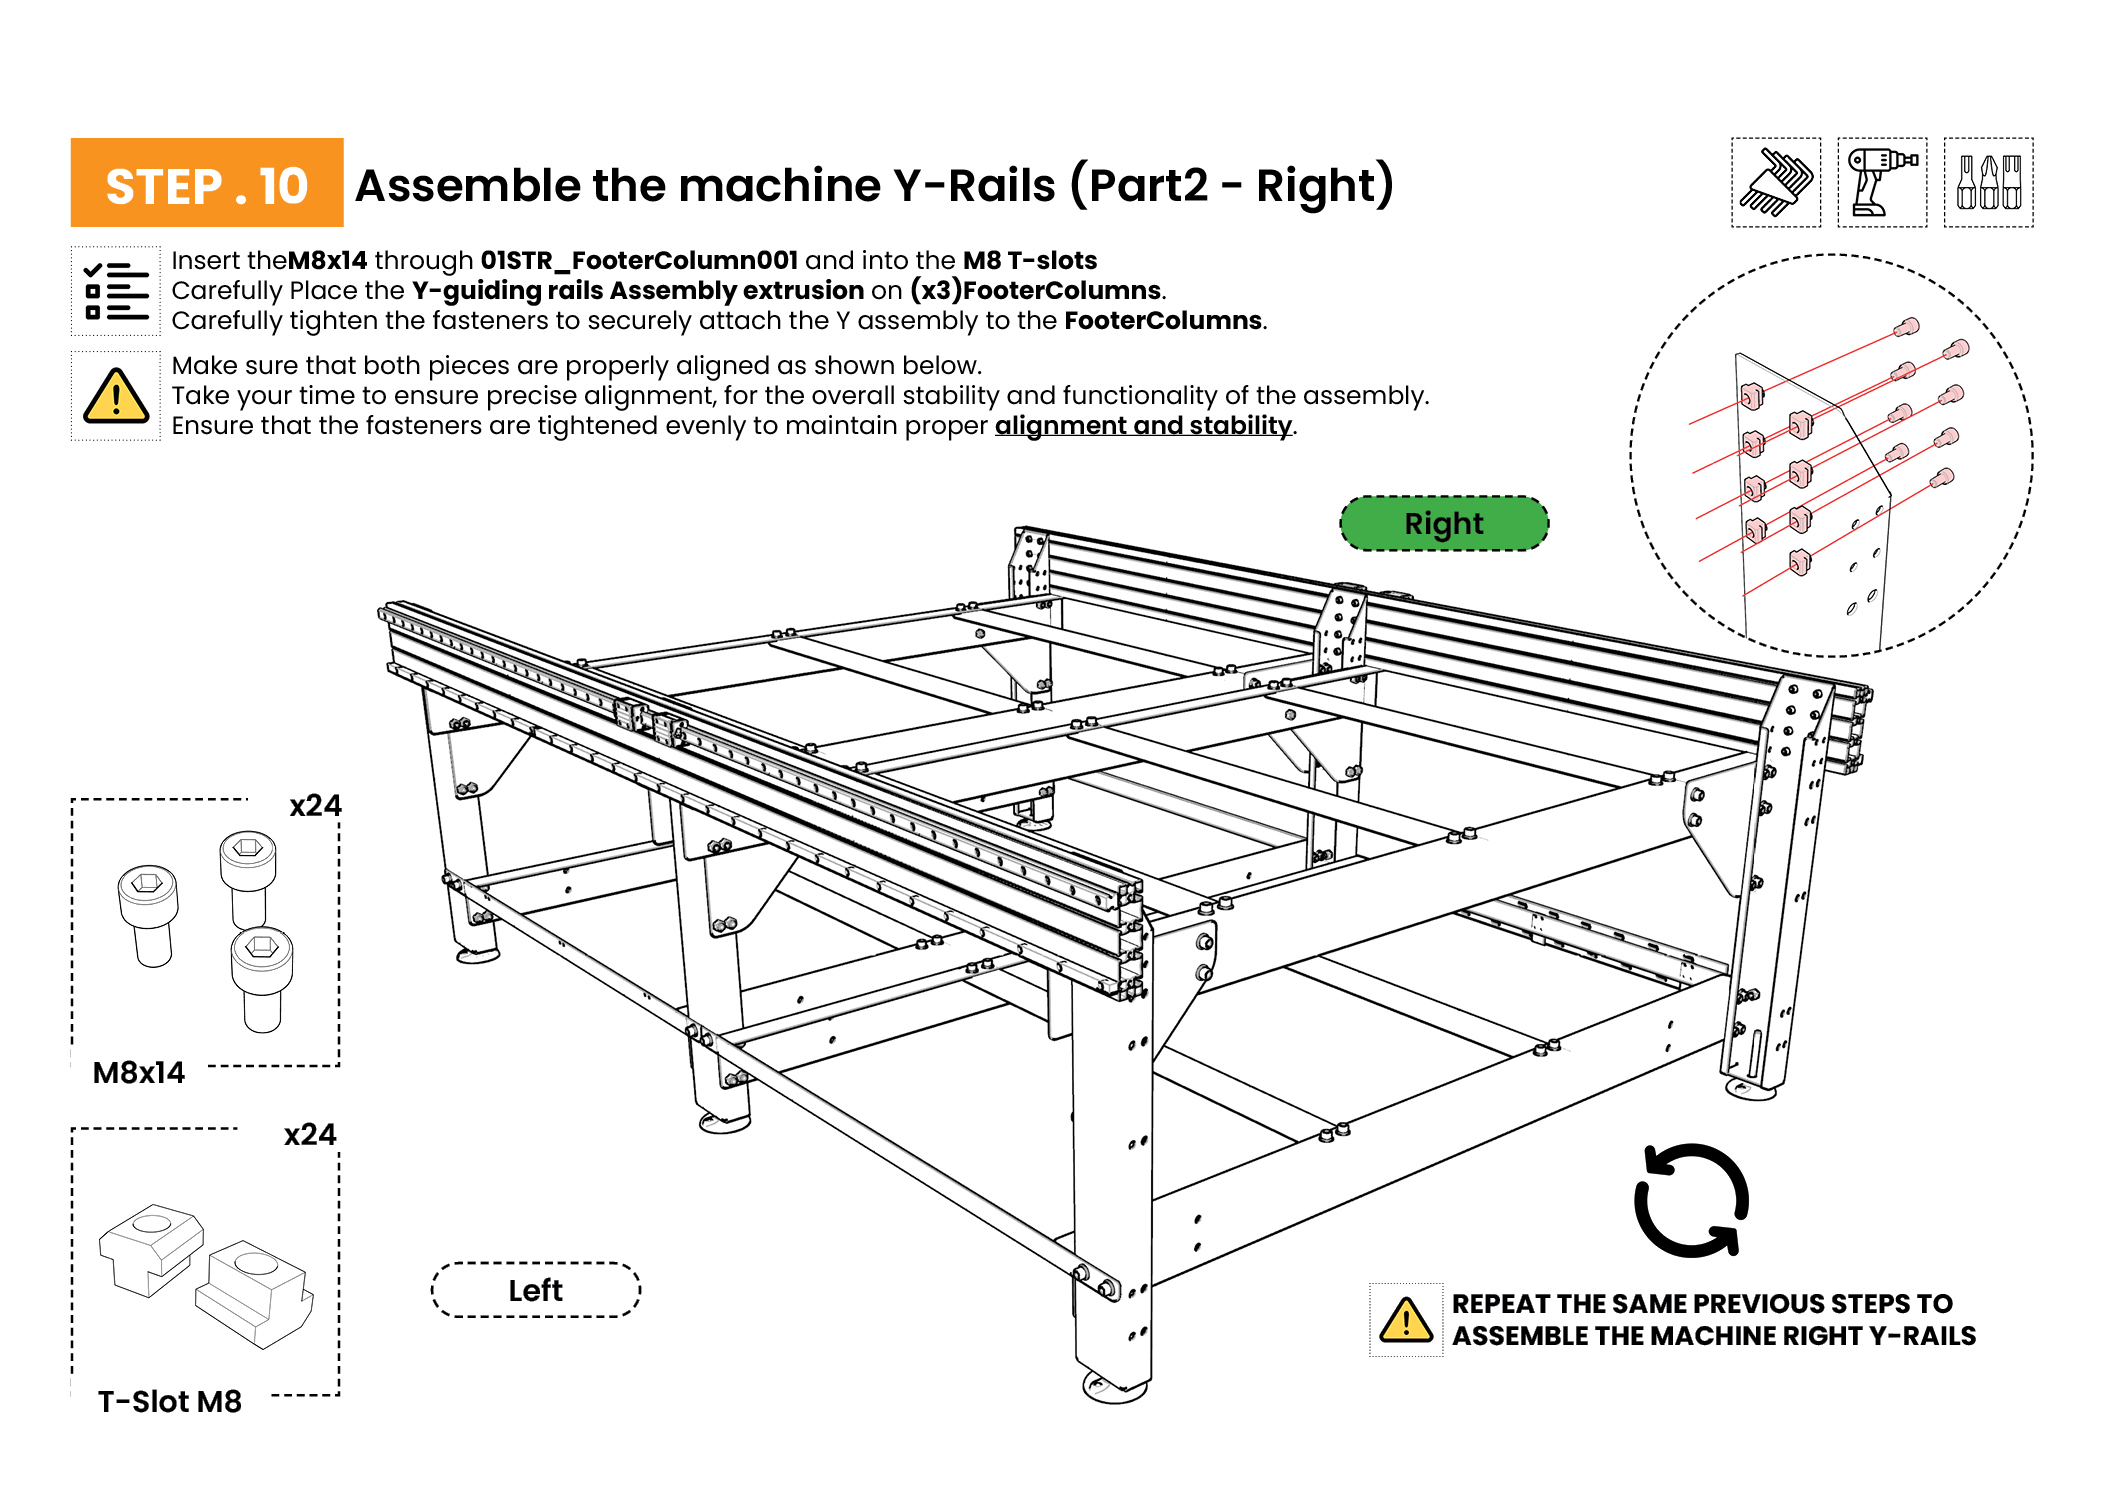 STEP . 10
Assemble the machine Y-Rails (Part2 - Right)
Insert theM8x14 through 01STR_FooterColumn001 and into the M8 T-slots
Carefully Place the Y-guiding rails Assembly extrusion on (x3)FooterColumns.
Carefully tighten the fasteners to securely attach the Y assembly to the FooterColumns.
Make sure that both pieces are properly aligned as shown below.
Take your time to ensure precise alignment, for the overall stability and functionality of the assembly.
Ensure that the fasteners are tightened evenly to maintain proper alignment and stability.
Right
x24
M8x14
x24
T-Slot M8
Left
REPEAT THE SAME PREVIOUS STEPS TO
ASSEMBLE THE MACHINE RIGHT Y-RAILS